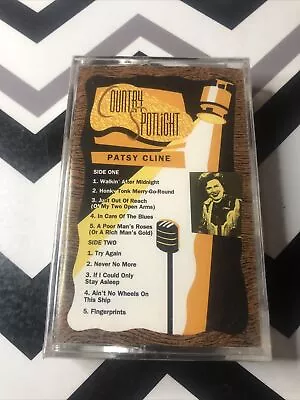 COUNTRY
SPOTLIGHT
PATSY CLINE
SIDE ONE
1. Walkin' After Midnight
2. Honky Tonk Merry-Go-Round
3. Just Out Of Reach
(Of My Two Open Arms)
4. In Care Of The Blues
5. A Poor Man's Roses
(Or A Rich Man's Gold)
SIDE TWO
1. Try Again
2. Never No More
3. If I Could Only
Stay Asleep
4. Ain't No Wheels On
This Ship
5. Fingerprints